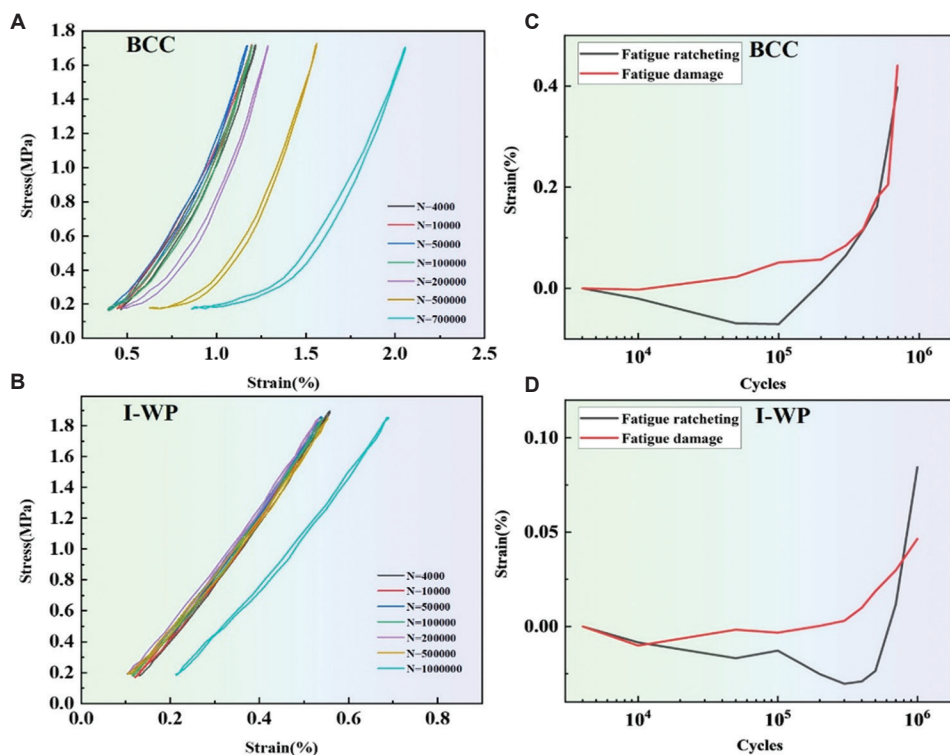 A
BCC
Stress(MPa)
1.8
1.6
1.4
1.2
1.0
0.8
0.6
0.4
0.2
0.0
N=4000
N=10000
N=50000
N=100000
N=200000
N=500000
N=700000
0.5 1.0 1.5 2.0 2.5
Strain(%)
B
I-WP
Stress(MPa)
1.8
1.6
1.4
1.2
1.0
0.8
0.6
0.4
0.2
0.0
N=4000
N=10000
N=50000
N=100000
N=200000
N=500000
N=1000000
0.0 0.2 0.4 0.6 0.8
Strain(%)
C
BCC
Fatigue ratcheting
Fatigue damage
Strain(%)
0.4
0.2
0.0
10⁴ 10⁵ 10⁶
Cycles
D
I-WP
Fatigue ratcheting
Fatigue damage
Strain(%)
0.10
0.05
0.00
10⁴ 10⁵ 10⁶
Cycles